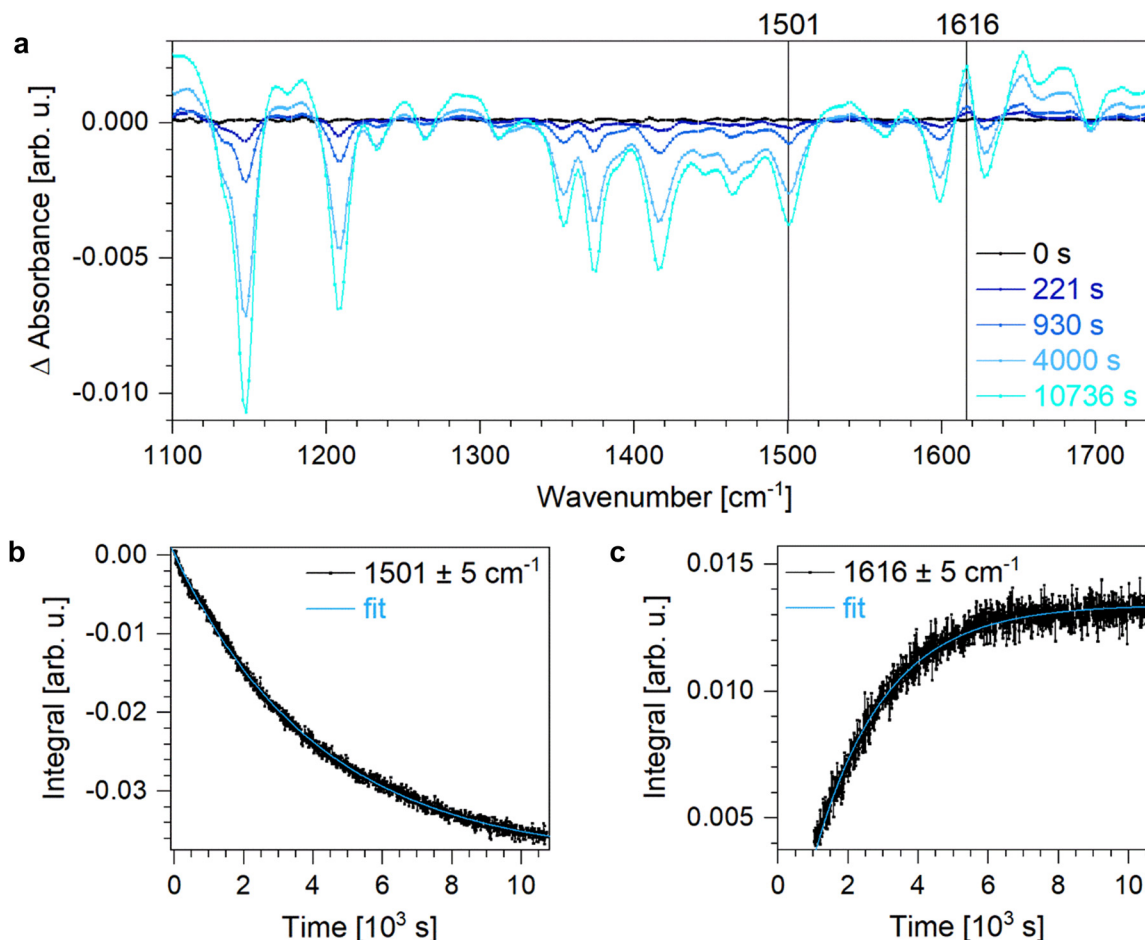 a
1501 1616
Δ Absorbance [arb. u.]
0.000
-0.005
-0.010
0 s
221 s
930 s
4000 s
10736 s
1100 1200 1300 1400 1500 1600 1700
Wavenumber [cm⁻¹]
b
Integral [arb. u.]
0.00
-0.01
-0.02
-0.03
1501 ± 5 cm⁻¹
fit
0 2 4 6 8 10
Time [10³ s]
c
Integral [arb. u.]
0.015
0.010
0.005
1616 ± 5 cm⁻¹
fit
0 2 4 6 8 10
Time [10³ s]